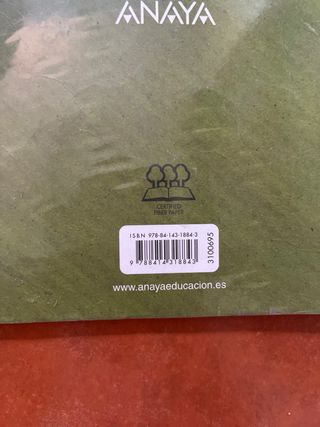 ANAYA
CERTIFIED
FIBER PAPER
ISBN 978-84-143-1884-3
9 788414 318843
3100695
www.anayaeducacion.es